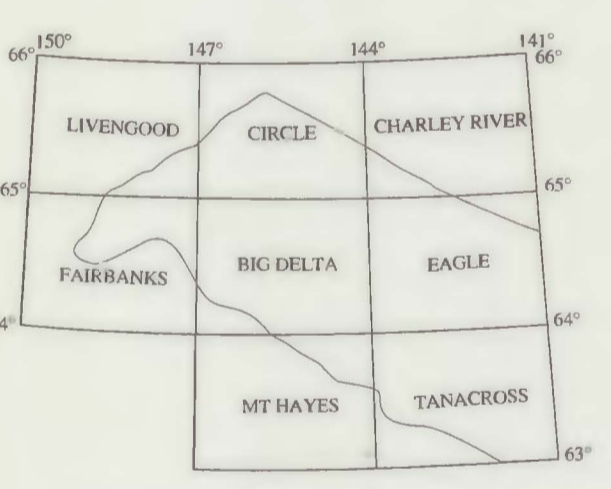 150° 147° 144° 141°
66° 66°
LIVENGOOD CIRCLE CHARLEY RIVER
65° 65°
FAIRBANKS BIG DELTA EAGLE
4° 64°
MT HAYES TANACROSS
63°